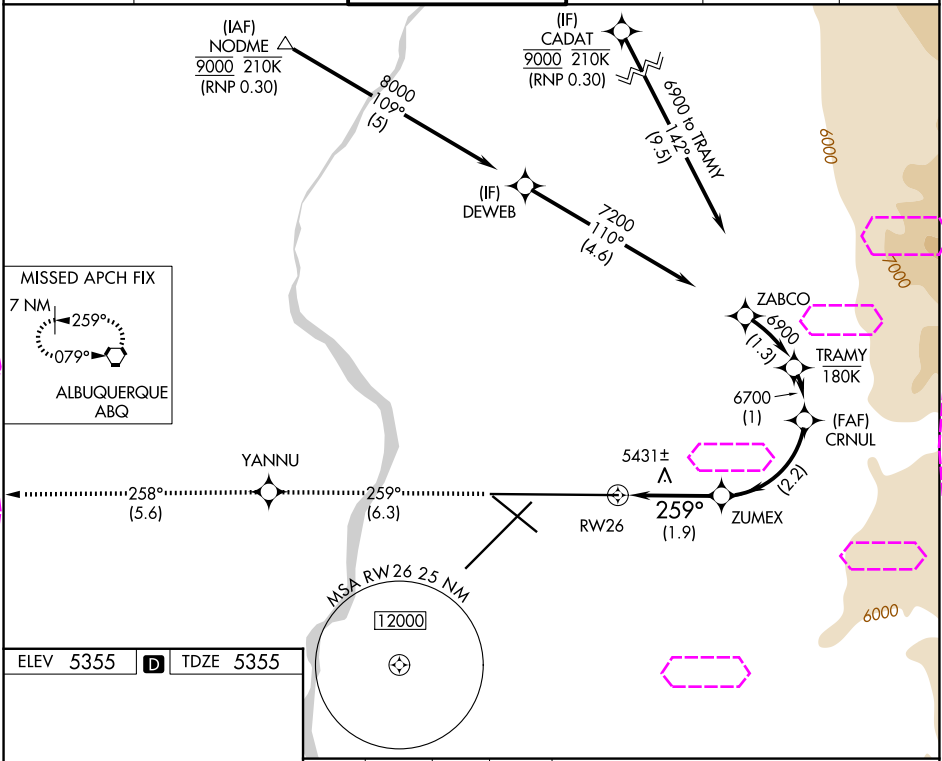 (IAF)
NODME
9000 210K
(RNP 0.30)
(IF)
CADAT
9000 210K
(RNP 0.30)
8000
109°
(5)
6900 to TRAMY
142°
(9.5)
6000
(IF)
DEWEB
7200
110°
(4.6)
7000
MISSED APCH FIX
7 NM
259°
079°
ALBUQUERQUE
ABQ
ZABCO
6900
(1.3)
TRAMY
180K
6700
(1)
(FAF)
CRNUL
(2.2)
5431±
YANNU
258°
(5.6)
259°
(6.3)
RW26
259°
(1.9)
ZUMEX
MSA RW26 25 NM
12000
6000
ELEV 5355 D TDZE 5355